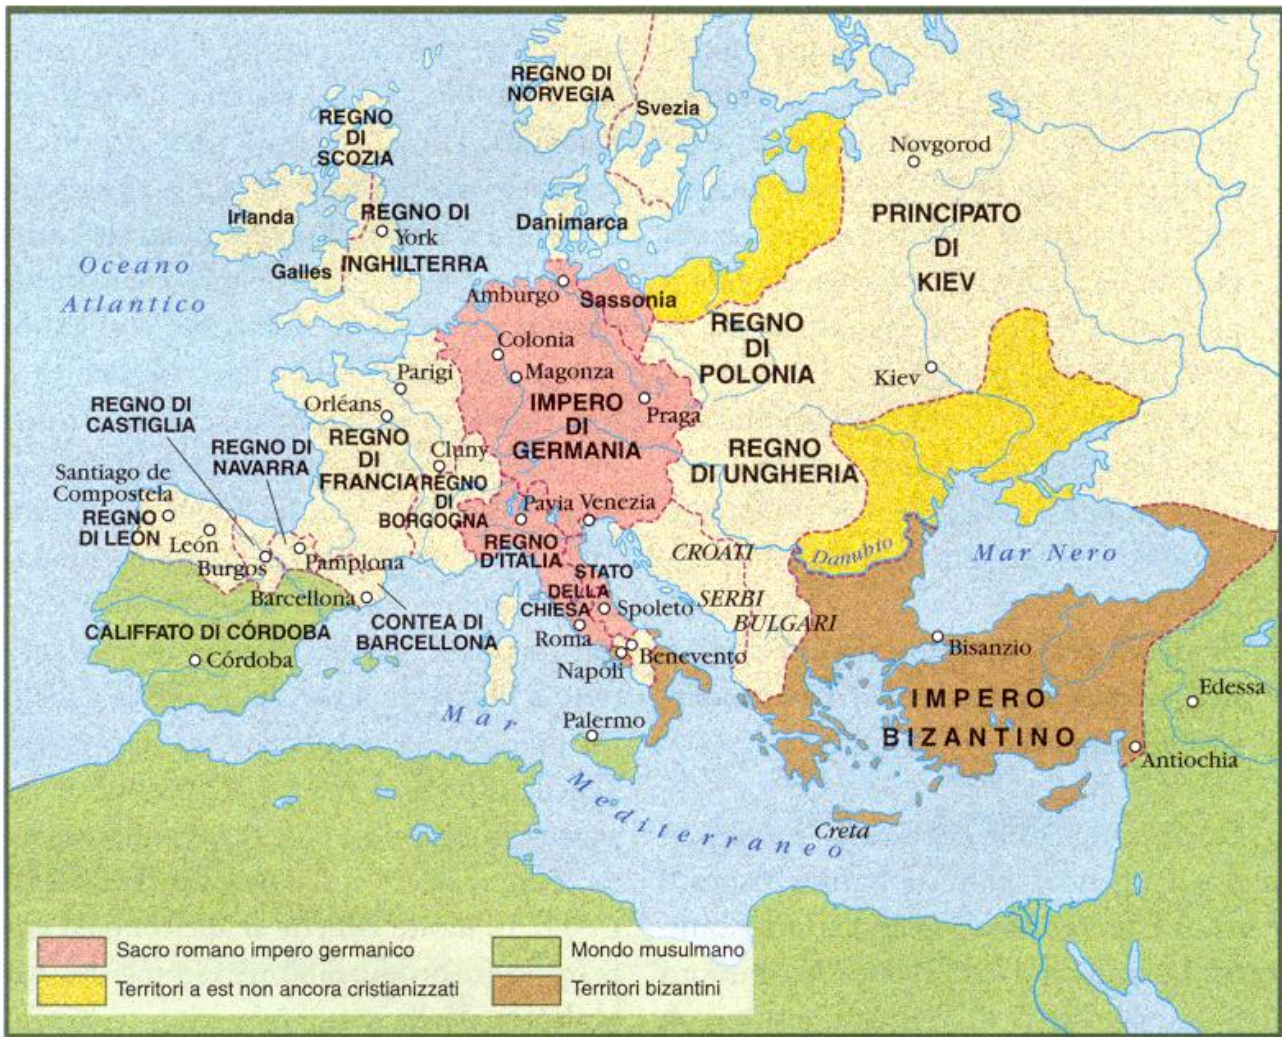 REGNO DI
NORVEGIA
Svezia
REGNO
DI
SCOZIA
Novgorod
Irlanda
REGNO DI
York
INGHILTERRA
Galles
Danimarca
PRINCIPATO
DI
KIEV
Oceano
Atlantico
Amburgo
Sassonia
REGNO
DI
POLONIA
Colonia
Magonza
Parigi
Kiev
Orléans
IMPERO
DI
GERMANIA
Praga
REGNO DI
CASTIGLIA
REGNO DI
NAVARRA
REGNO
DI
FRANCIA
Cluny
REGNO
DI UNGHERIA
Santiago de
Compostela
REGNO
DI LEÓN
León
Burgos
Pamplona
REGNO
DI
BORGOGNA
Pavia
Venezia
REGNO
D'ITALIA
CROATI
Danubio
Mar Nero
Barcellona
CONTEA DI
BARCELLONA
STATO
DELLA
CHIESA
Spoleto
SERBI
BULGARI
CALIFFATO DI CÓRDOBA
Córdoba
Roma
Napoli
Benevento
Bisanzio
Edessa
IMPERO
BIZANTINO
Antiochia
Palermo
Mar
Mediterraneo
Creta
Sacro romano impero germanico
Territori a est non ancora cristianizzati
Mondo musulmano
Territori bizantini